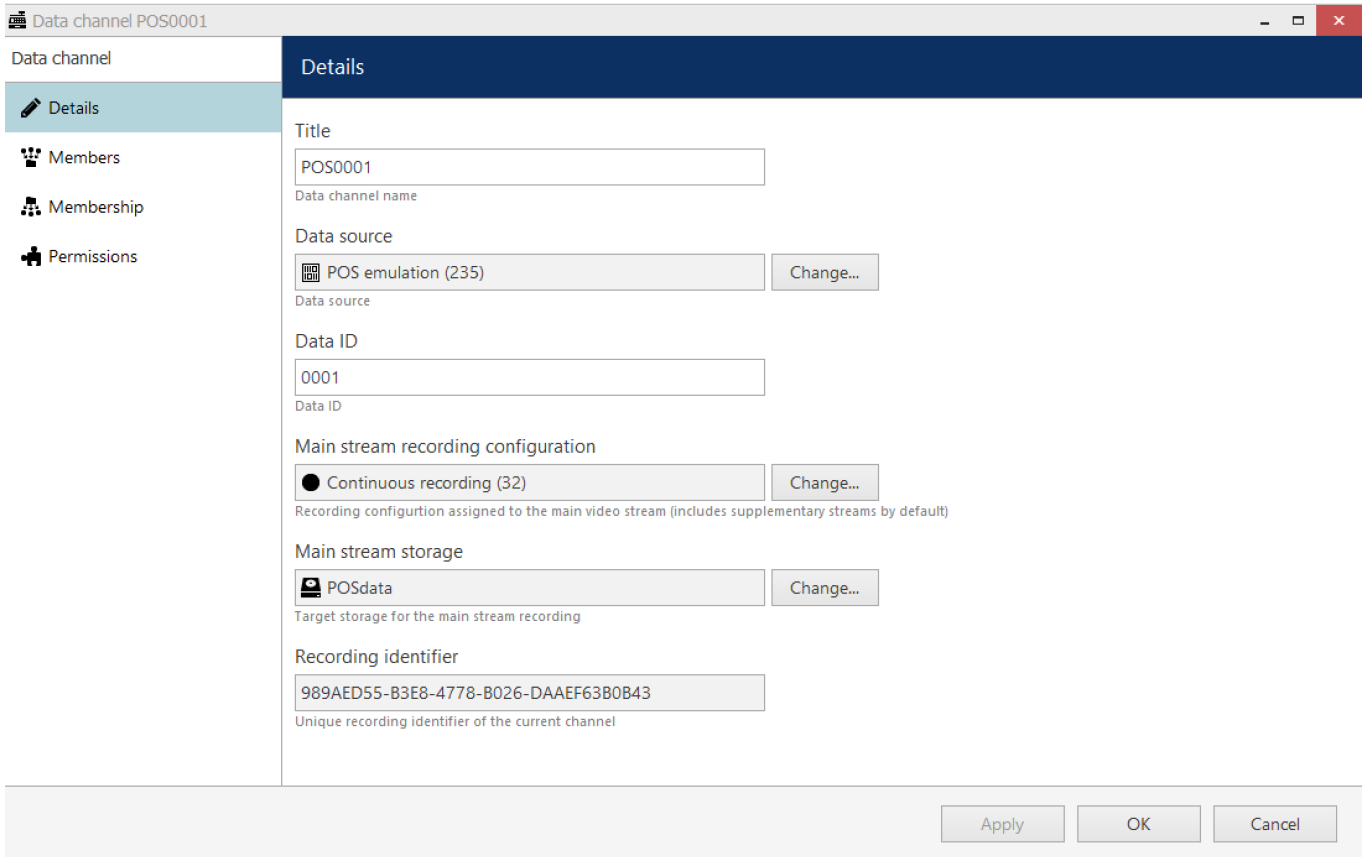 Data channel POS0001
Data channel
Details
Members
Membership
Permissions
Details
Title
POS0001
Data channel name
Data source
POS emulation (235)
Change...
Data source
Data ID
0001
Data ID
Main stream recording configuration
Continuous recording (32)
Change...
Recording configurtion assigned to the main video stream (includes supplementary streams by default)
Main stream storage
POSdata
Change...
Target storage for the main stream recording
Recording identifier
989AED55-B3E8-4778-B026-DAAEF63B0B43
Unique recording identifier of the current channel
Apply
OK
Cancel